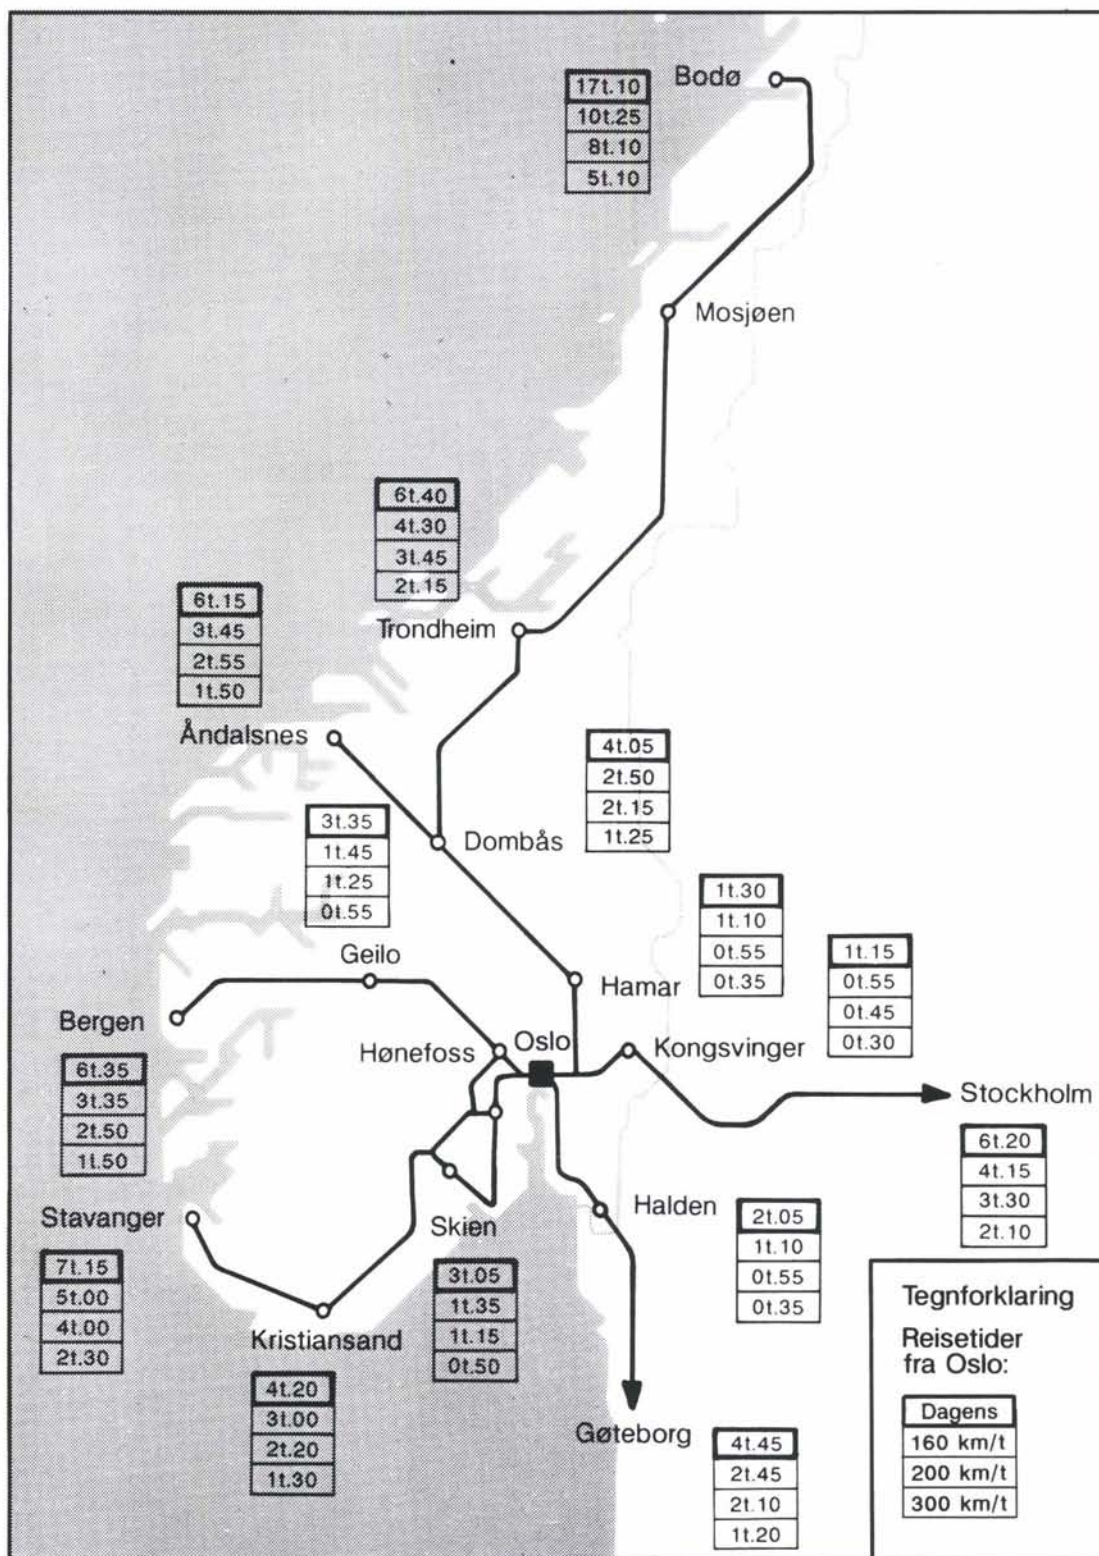 Bodø
17t.10
10t.25
8t.10
5t.10
Mosjøen
6t.40
4t.30
3t.45
2t.15
Trondheim
6t.15
3t.45
2t.55
1t.50
Åndalsnes
4t.05
2t.50
2t.15
1t.25
Dombås
3t.35
1t.45
1t.25
0t.55
Geilo
1t.30
1t.10
0t.55
0t.35
Hamar
1t.15
0t.55
0t.45
0t.30
Kongsvinger
Bergen
6t.35
3t.35
2t.50
1t.50
Hønefoss
Oslo
Stockholm
6t.20
4t.15
3t.30
2t.10
Stavanger
7t.15
5t.00
4t.00
2t.30
Skien
3t.05
1t.35
1t.15
0t.50
Halden
2t.05
1t.10
0t.55
0t.35
Kristiansand
4t.20
3t.00
2t.20
1t.30
Gøteborg
4t.45
2t.45
2t.10
1t.20
Tegnforklaring
Reisetider
fra Oslo:
Dagens
160 km/t
200 km/t
300 km/t